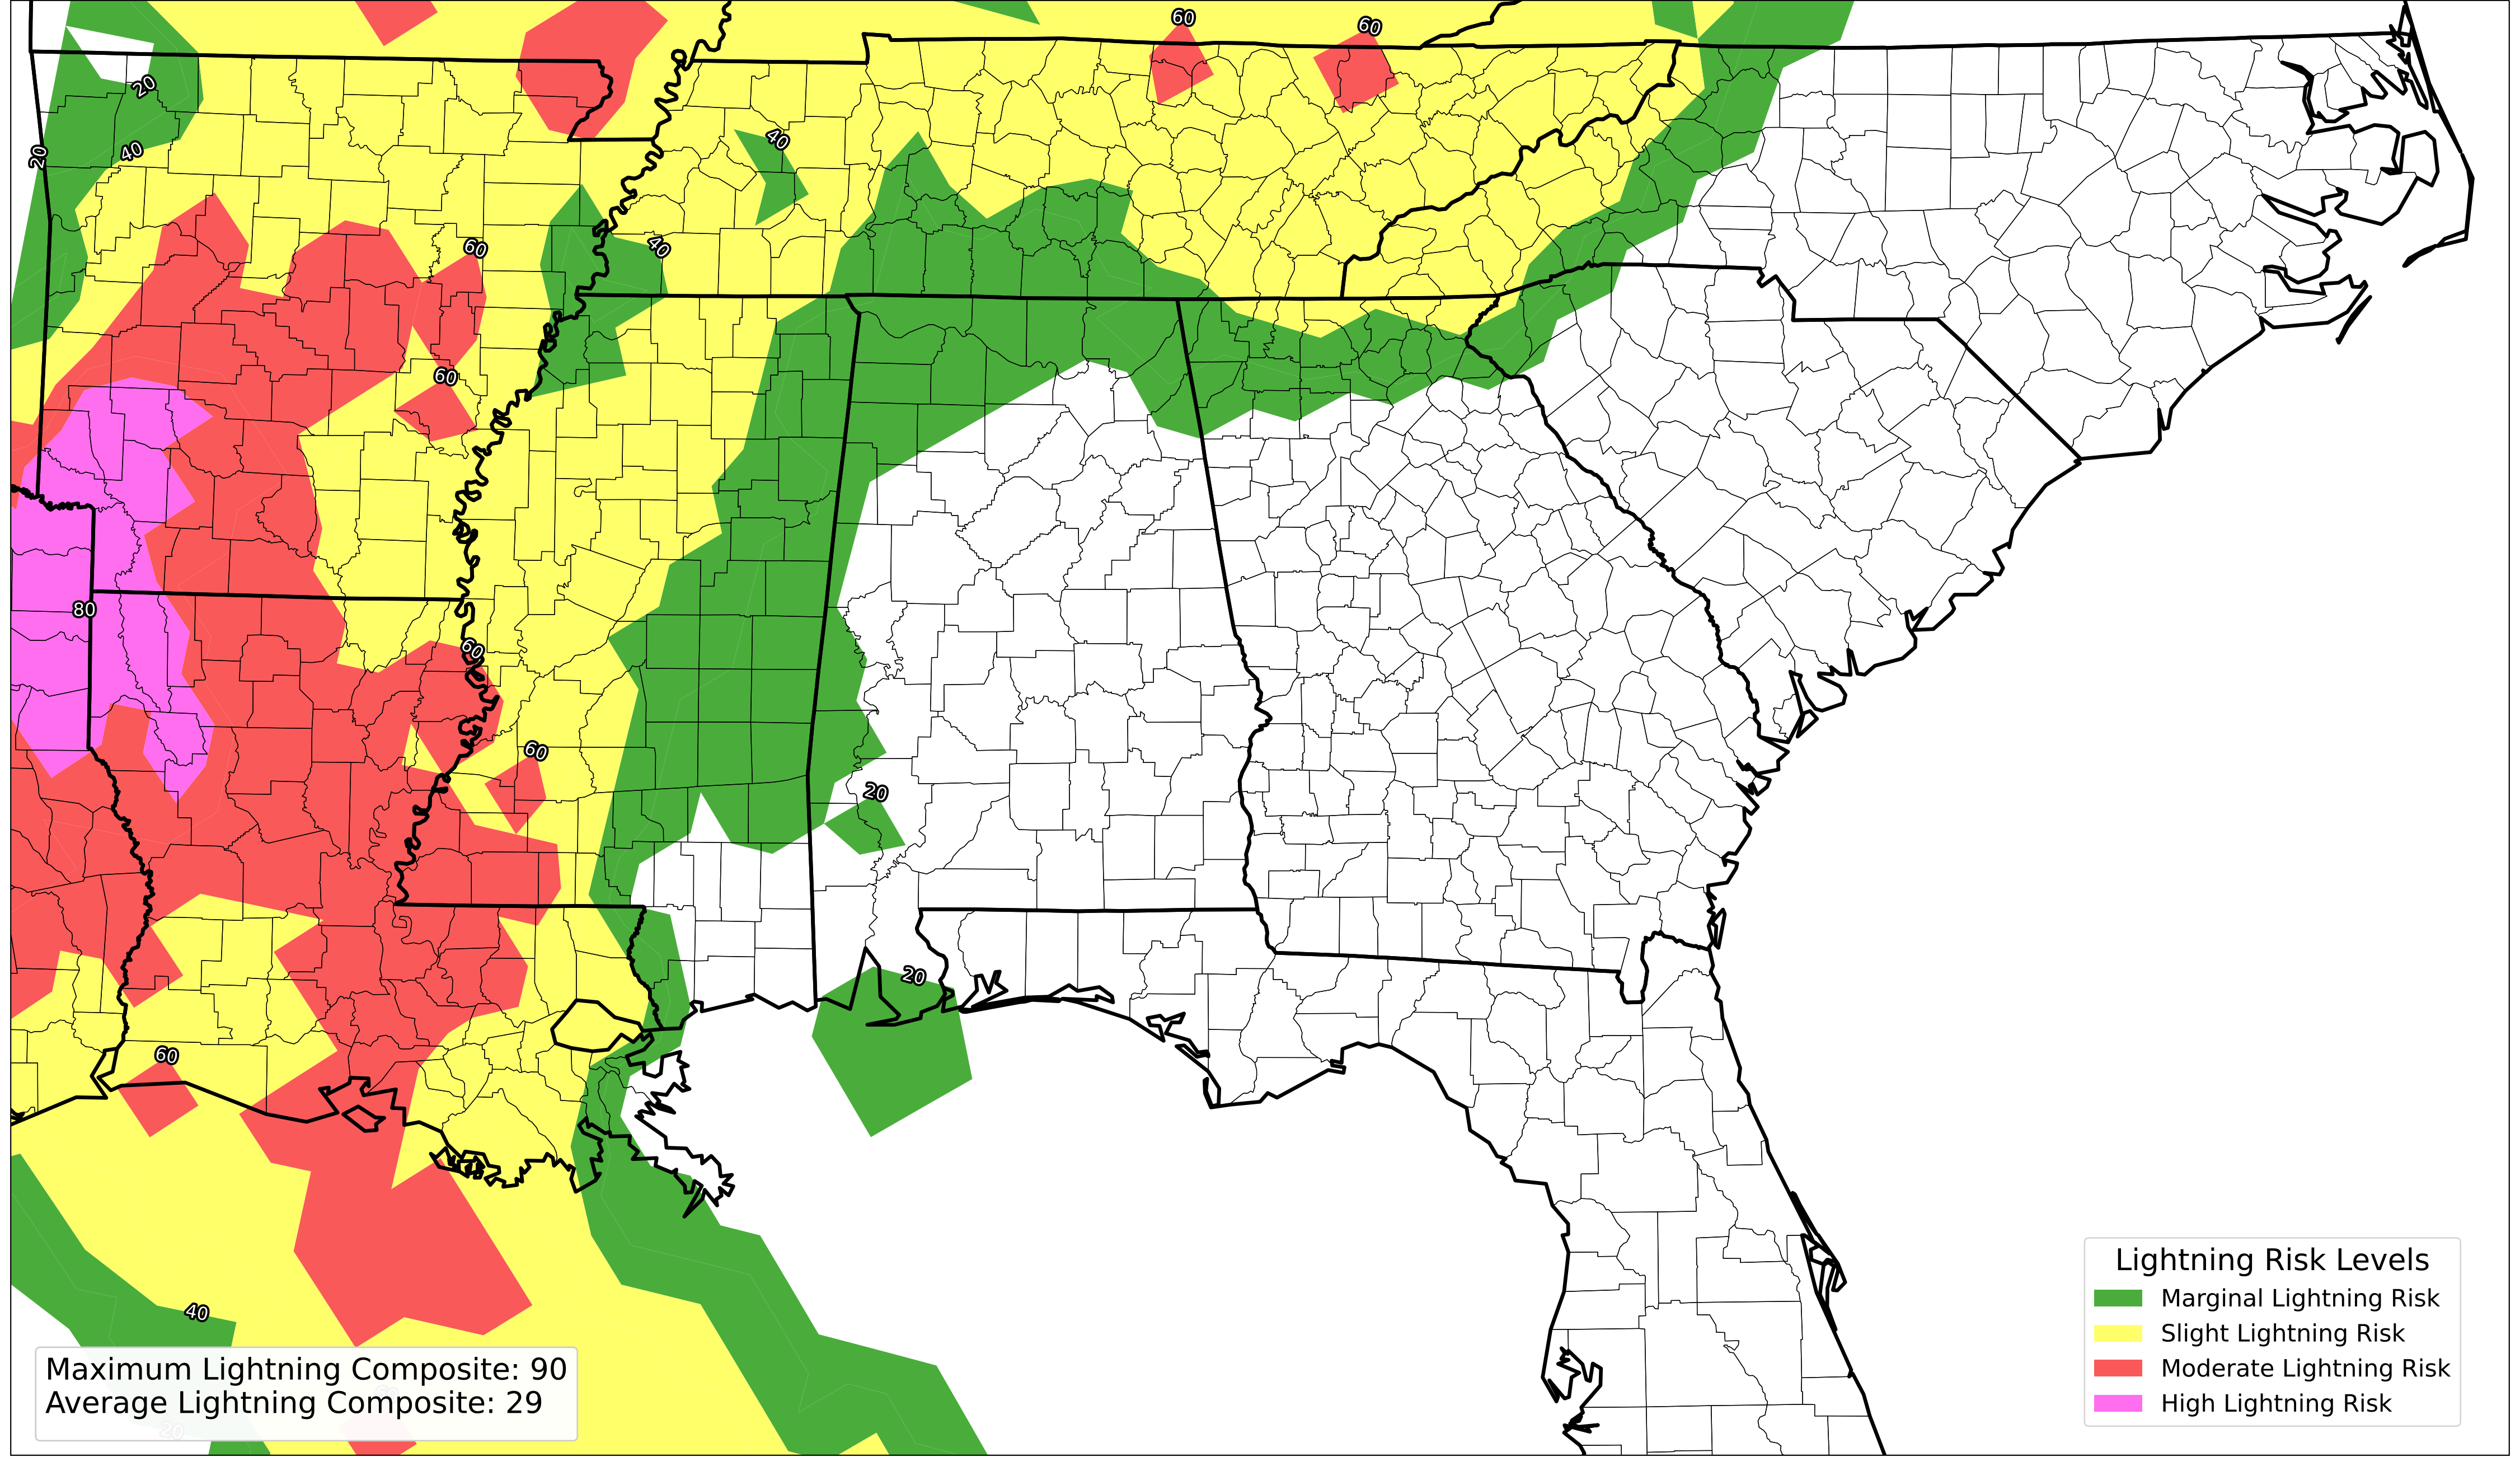 60
60
20
40
20
40
60
40
60
80
60
60
20
20
60
40
Lightning Risk Levels
Marginal Lightning Risk
Slight Lightning Risk
Moderate Lightning Risk
High Lightning Risk
Maximum Lightning Composite: 90
Average Lightning Composite: 29
20